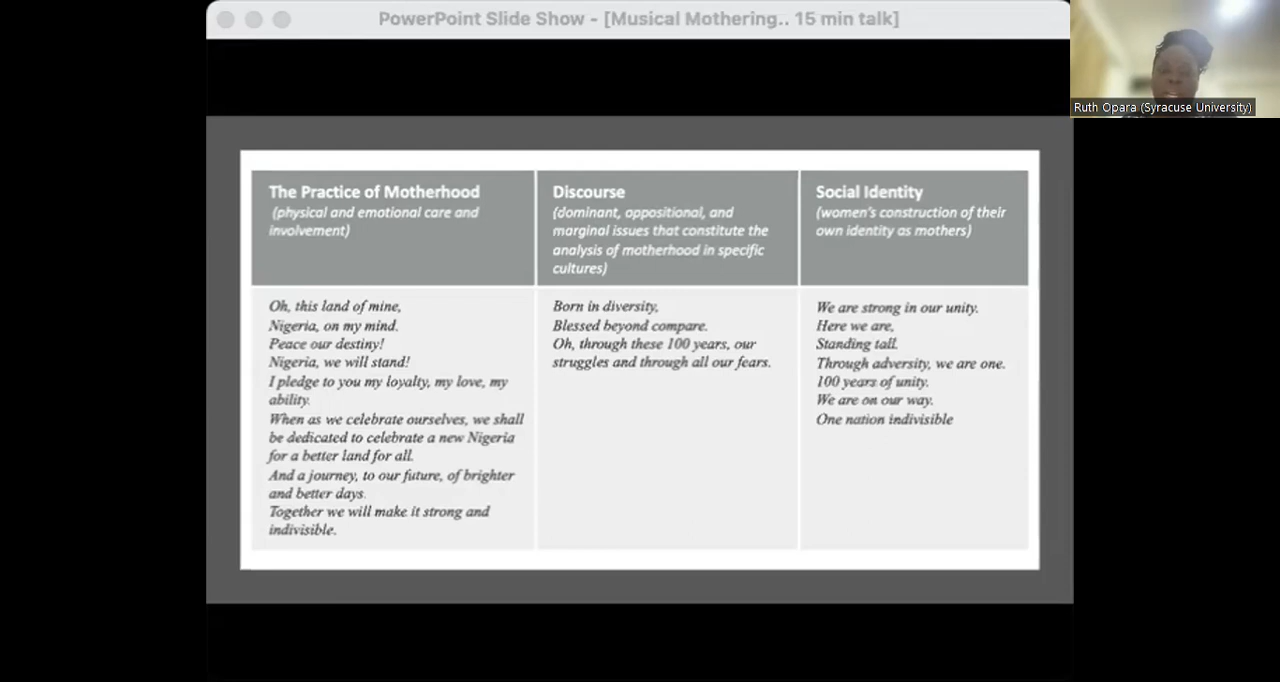 PowerPoint Slide Show - [Musical Mothering.. 15 min talk]
Ruth Opara (Syracuse University)
The Practice of Motherhood
(physical and emotional care and
involvement)
Discourse
(dominant, oppositional, and
marginal issues that constitute the
analysis of motherhood in specific
cultures)
Social Identity
(women's construction of their
own identity as mothers)
Oh, this land of mine,
Nigeria, on my mind.
Peace our destiny!
Nigeria, we will stand!
I pledge to you my loyalty, my love, my
ability.
When as we celebrate ourselves, we shall
be dedicated to celebrate a new Nigeria
for a better land for all.
And a journey, to our future, of brighter
and better days.
Together we will make it strong and
indivisible.
Born in diversity,
Blessed beyond compare.
Oh, through these 100 years, our
struggles and through all our fears.
We are strong in our unity.
Here we are,
Standing tall.
Through adversity, we are one.
100 years of unity.
We are on our way.
One nation indivisible